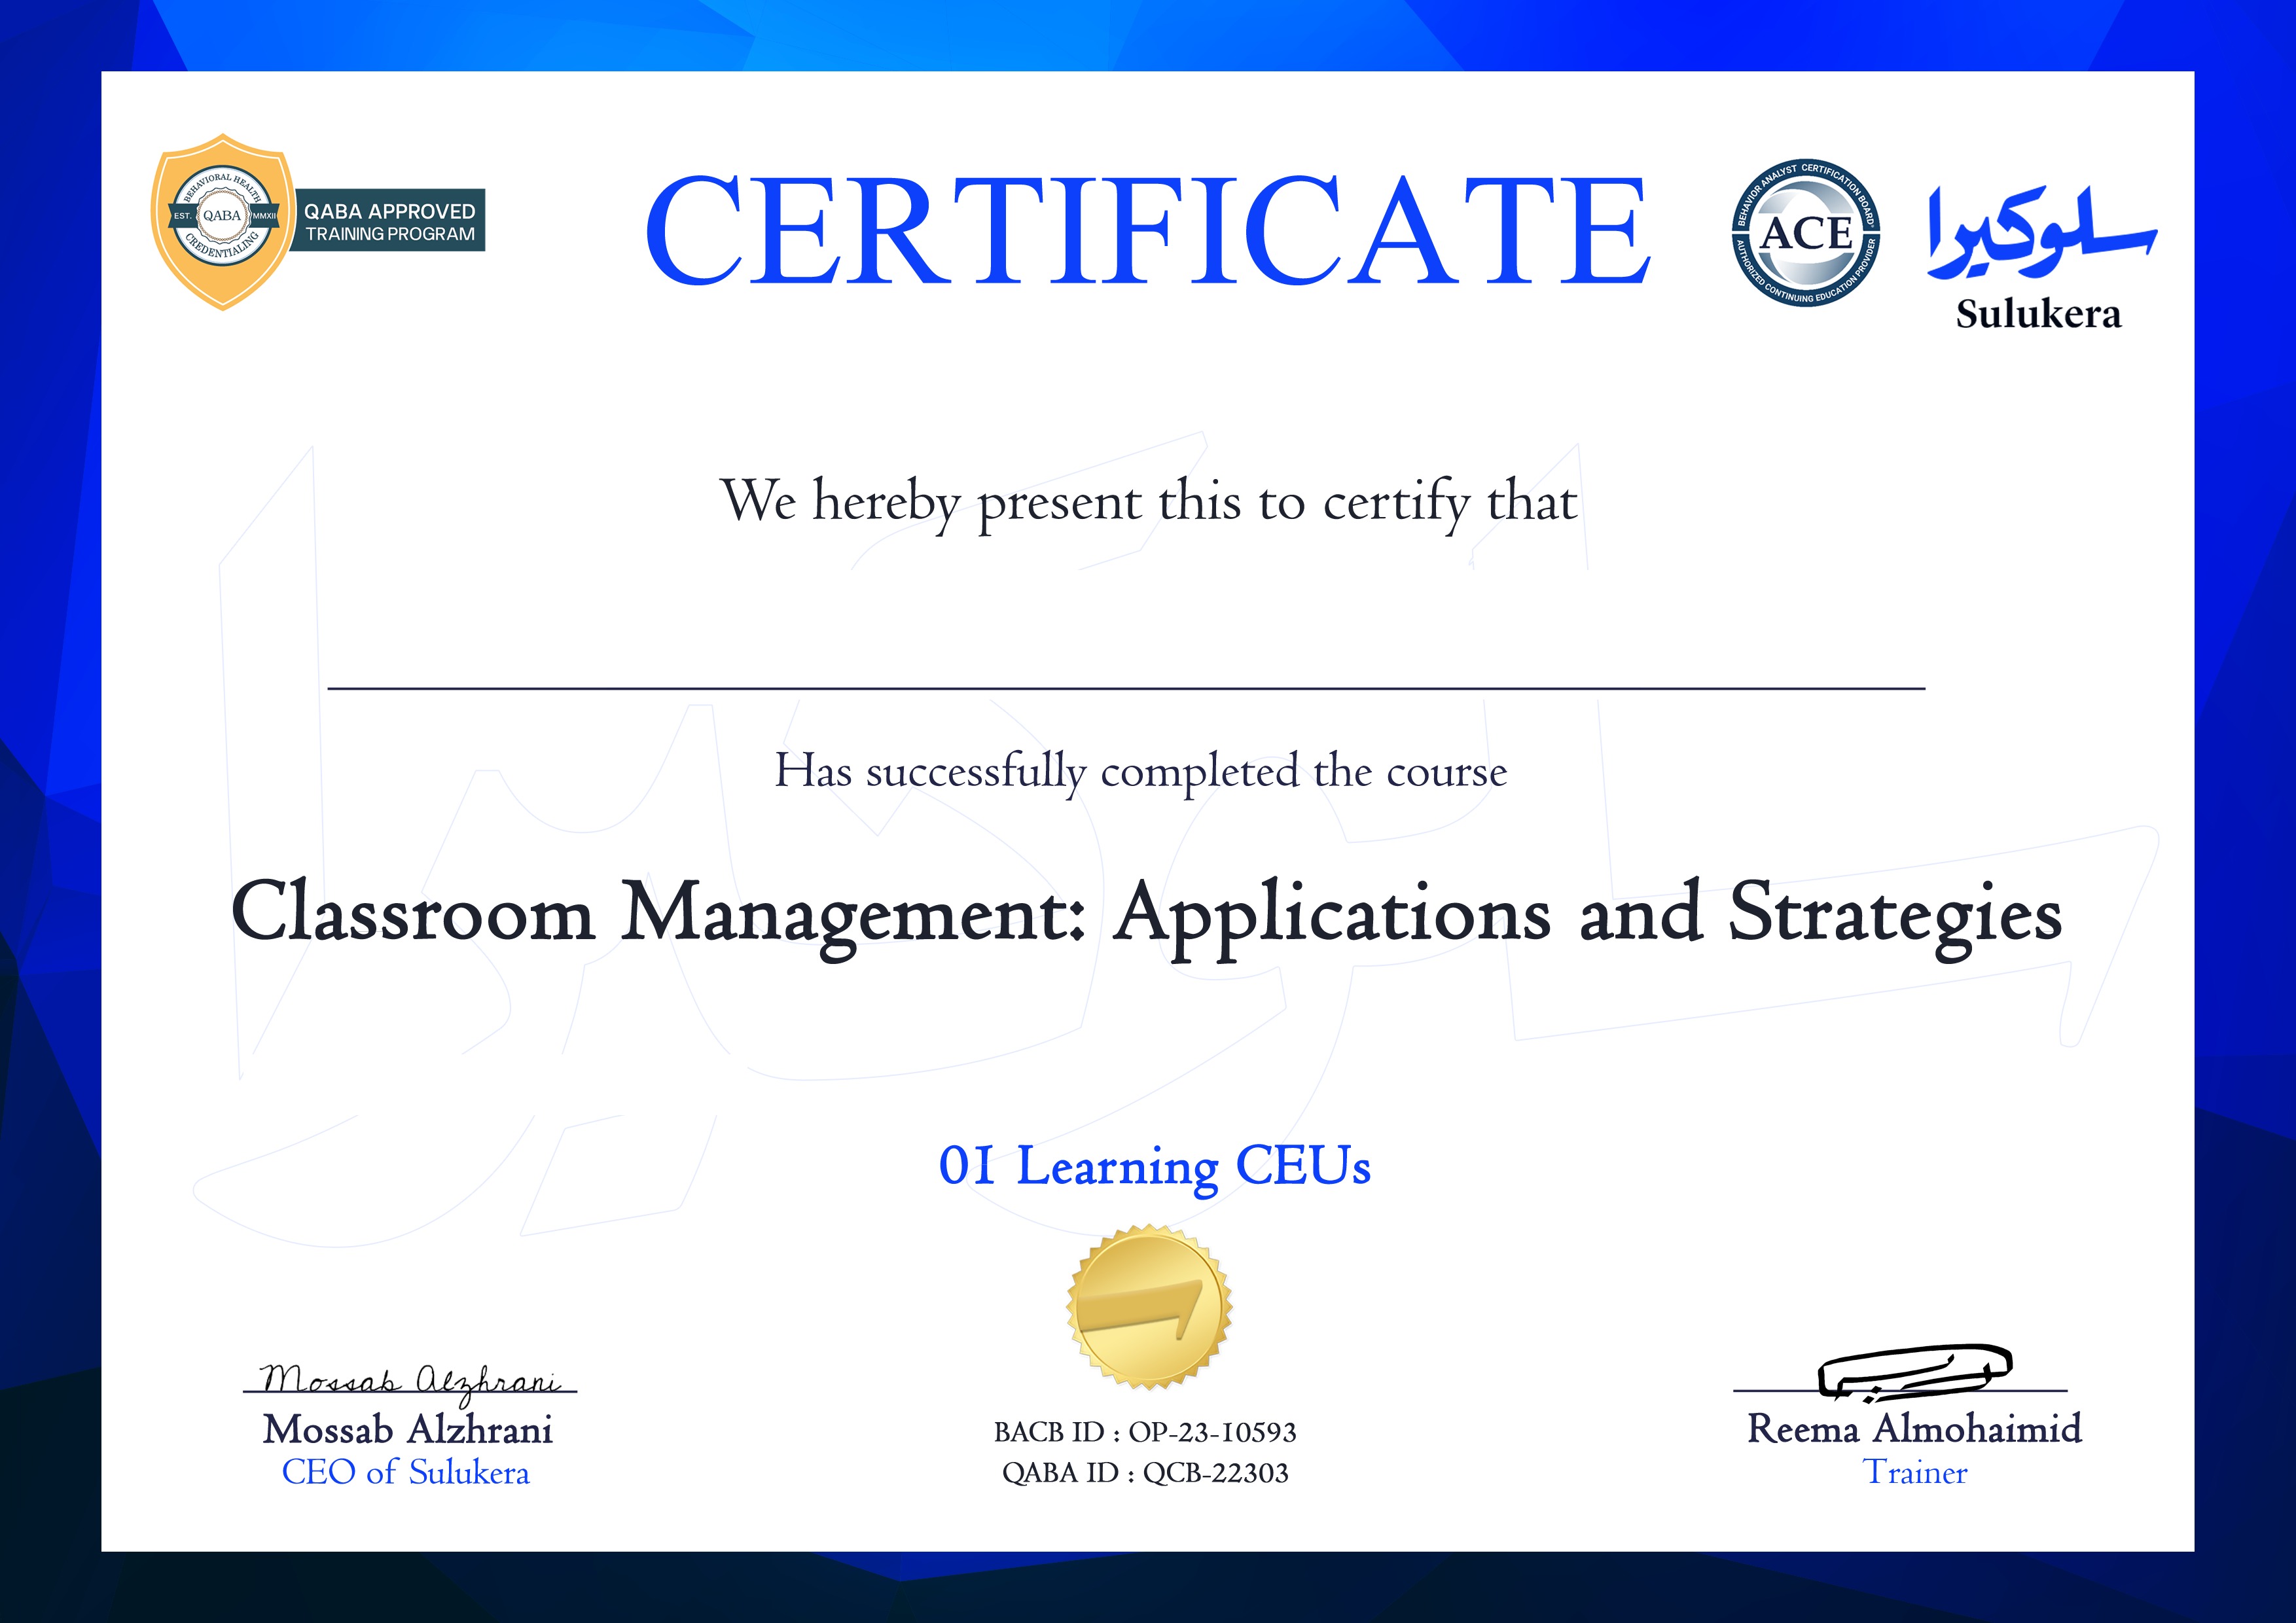 BEHAVIORAL HEALTH
EST. QABA MMXII
CREDENTIALING
QABA APPROVED
TRAINING PROGRAM
CERTIFICATE
BEHAVIOR ANALYST CERTIFICATION BOARD®
ACE
AUTHORIZED CONTINUING EDUCATION PROVIDER
سلوكيرا
Sulukera
We hereby present this to certify that
Has successfully completed the course
Classroom Management: Applications and Strategies
01 Learning CEUs
Mossab Alzhrani
Mossab Alzhrani
CEO of Sulukera
BACB ID : OP-23-10593
QABA ID : QCB-22303
Reema Almohaimid
Trainer